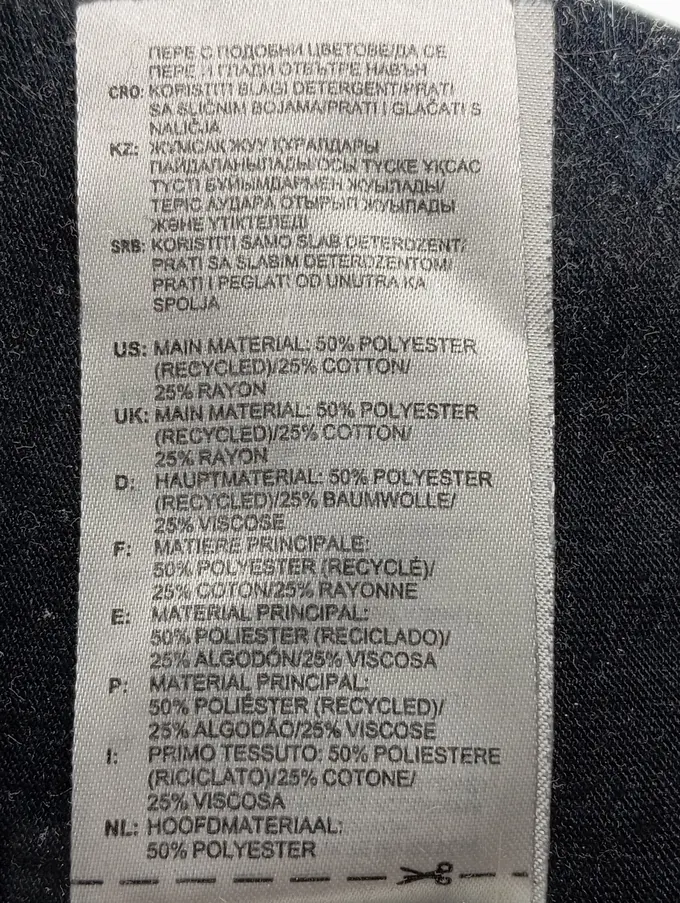 ПЕРЕ С ПОДОБНИ ЦВЕТОВЕ/ДА СЕ
ПЕРЕ И ГЛАДИ ОТВЪТРЕ НАВЪН
CRO: KORISTITI BLAGI DETERGENT/PRATI
SA SLIČNIM BOJAMA/PRATI I GLAČATI S
NALIČJA
KZ: ЖҰМСАҚ ЖУУ ҚҰРАЛДАРЫ
ПАЙДАЛАНЫЛАДЫ/ОСЫ ТҮСКЕ ҰҚСАС
ТҮСТІ БҰЙЫМДАРМЕН ЖУЫЛАДЫ/
ТЕРІС АУДАРА ОТЫРЫП ЖУЫЛАДЫ
ЖӘНЕ ҮТІКТЕЛЕДІ
SRB: KORISTITI SAMO SLAB DETERDZENT/
PRATI SA SLABIM DETERDZENTOM/
PRATI I PEGLATI OD UNUTRA KA
SPOLJA
US: MAIN MATERIAL: 50% POLYESTER
(RECYCLED)/25% COTTON/
25% RAYON
UK: MAIN MATERIAL: 50% POLYESTER
(RECYCLED)/25% COTTON/
25% RAYON
D: HAUPTMATERIAL: 50% POLYESTER
(RECYCLED)/25% BAUMWOLLE/
25% VISCOSE
F: MATIERE PRINCIPALE:
50% POLYESTER (RECYCLÉ)/
25% COTON/25% RAYONNE
E: MATERIAL PRINCIPAL:
50% POLIESTER (RECICLADO)/
25% ALGODÓN/25% VISCOSA
P: MATERIAL PRINCIPAL:
50% POLIÉSTER (RECYCLED)/
25% ALGODÃO/25% VISCOSE
I: PRIMO TESSUTO: 50% POLIESTERE
(RICICLATO)/25% COTONE/
25% VISCOSA
NL: HOOFDMATERIAAL:
50% POLYESTER